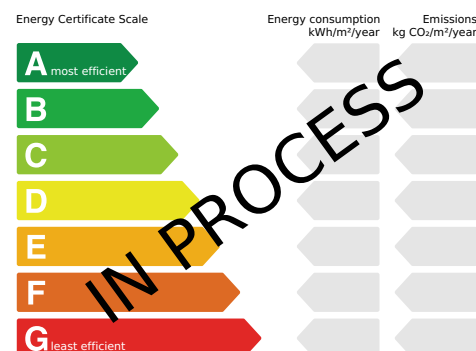 Energy Certificate Scale
Energy consumption
kWh/m²/year
Emissions
kg CO₂/m²/year
A most efficient
B
C
D
E
F
G least efficient
IN PROCESS